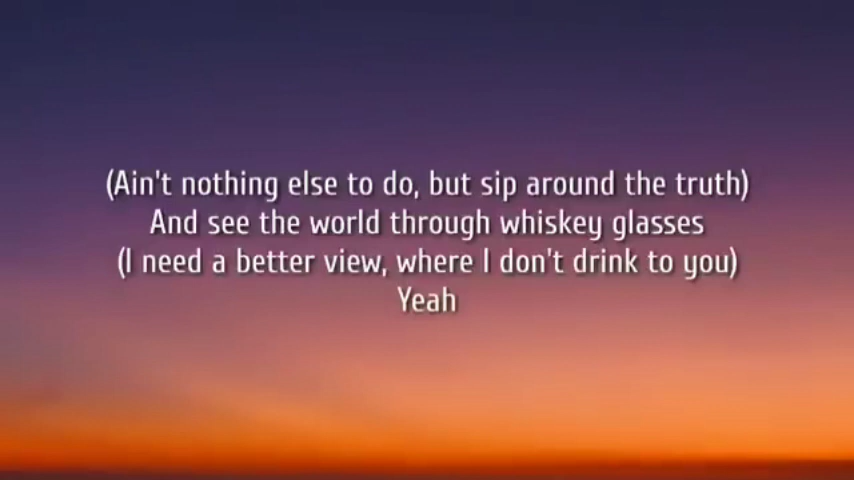 (Ain't nothing else to do, but sip around the truth)
And see the world through whiskey glasses
(I need a better view, where I don't drink to you)
Yeah